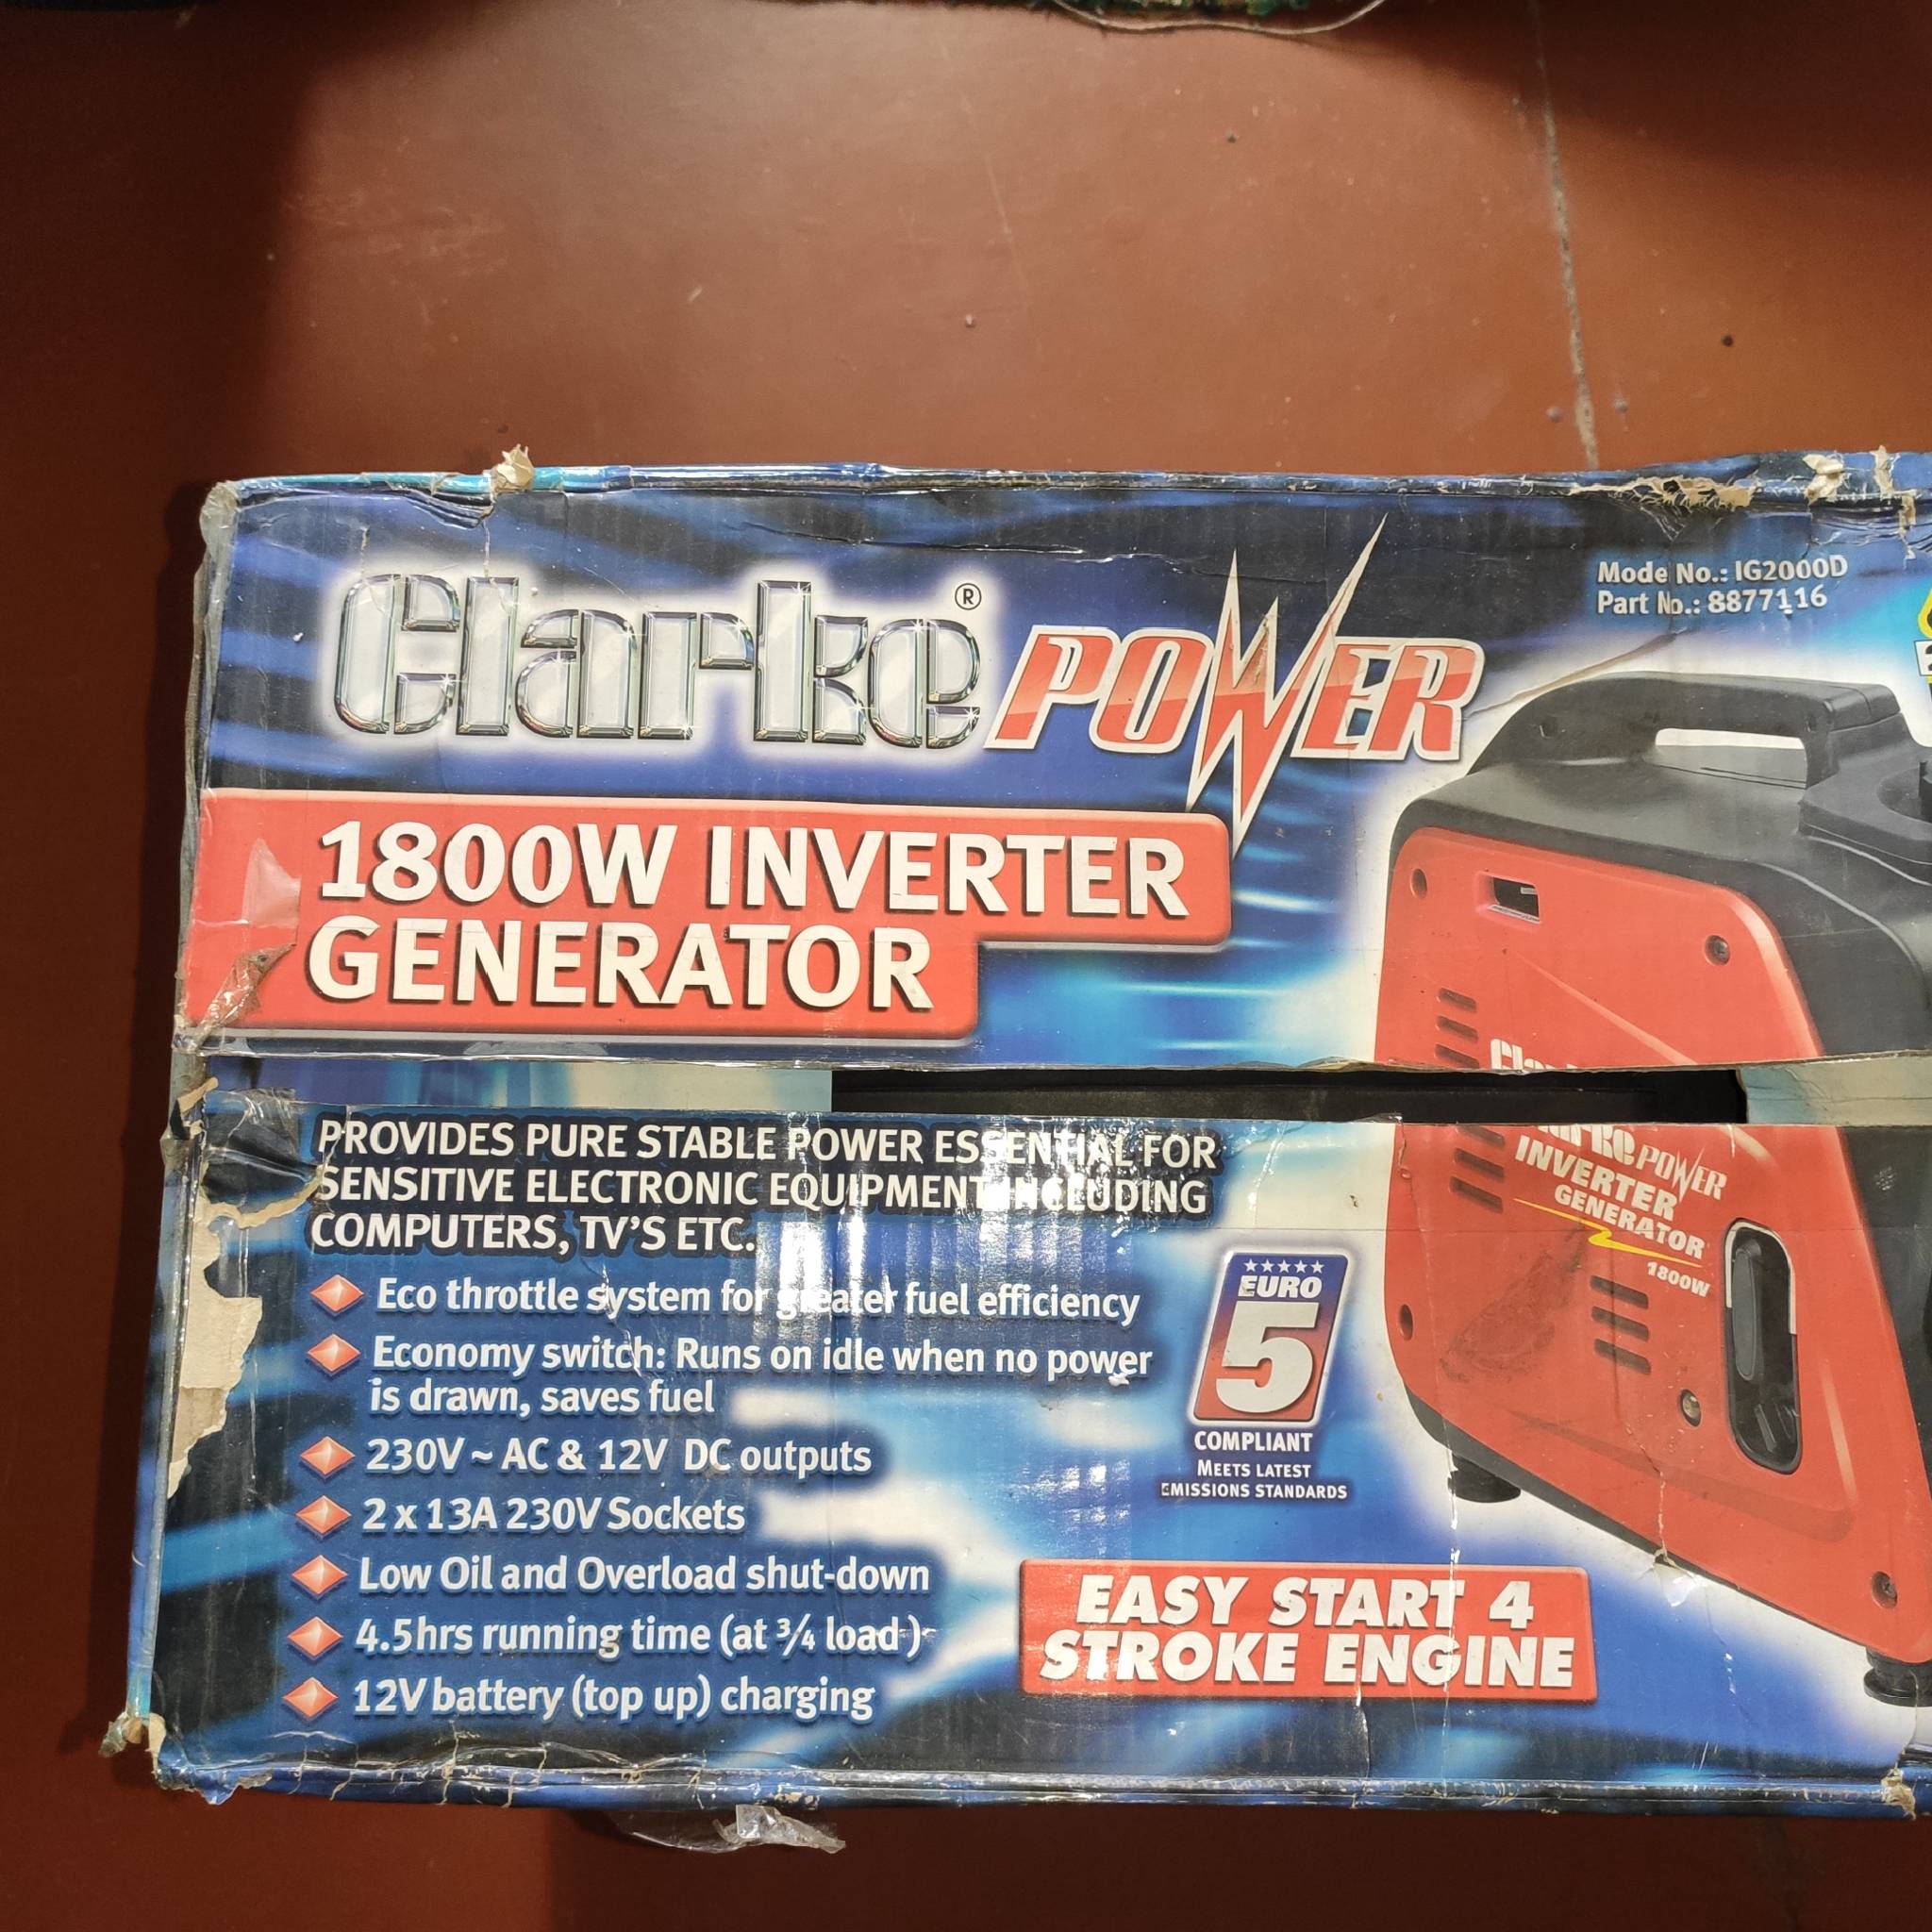 Clarke® POWER
Model No.: IG2000D
Part No.: 8877116
1800W INVERTER
GENERATOR
PROVIDES PURE STABLE POWER ESSENTIAL FOR
SENSITIVE ELECTRONIC EQUIPMENT INCLUDING
COMPUTERS, TV'S ETC.
Eco throttle system for greater fuel efficiency
Economy switch: Runs on idle when no power
is drawn, saves fuel
230V ~ AC & 12V DC outputs
2 x 13A 230V Sockets
Low Oil and Overload shut-down
4.5hrs running time (at ¾ load)
12V battery (top up) charging
EURO
5
COMPLIANT
MEETS LATEST
EMISSIONS STANDARDS
EASY START 4
STROKE ENGINE
Clarke POWER
INVERTER
GENERATOR
1800W